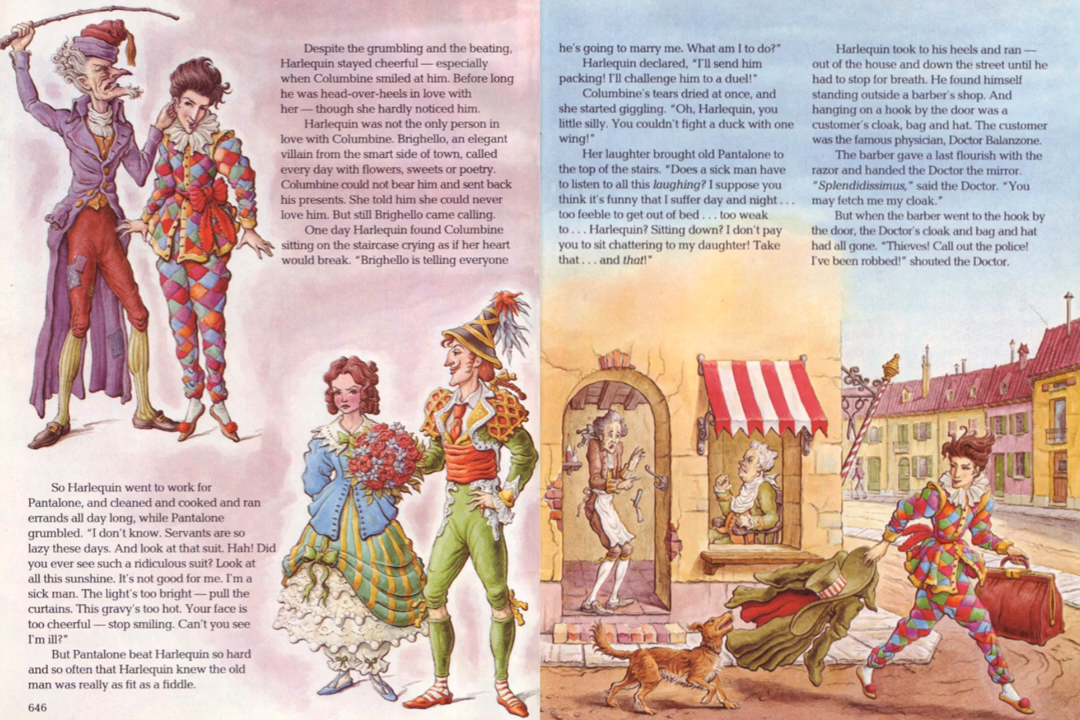 So Harlequin went to work for
Pantalone, and cleaned and cooked and ran
errands all day long, while Pantalone
grumbled. “I don’t know. Servants are so
lazy these days. And look at that suit. Hah! Did
you ever see such a ridiculous suit? Look at
all this sunshine. It’s not good for me. I’m a
sick man. The light’s too bright — pull the
curtains. This gravy’s too hot. Your face is
too cheerful — stop smiling. Can’t you see
I’m ill?”
But Pantalone beat Harlequin so hard
and so often that Harlequin knew the old
man was really as fit as a fiddle.
646
Despite the grumbling and the beating,
Harlequin stayed cheerful — especially
when Columbine smiled at him. Before long
he was head-over-heels in love with
her — though she hardly noticed him.
Harlequin was not the only person in
love with Columbine. Brighello, an elegant
villain from the smart side of town, called
every day with flowers, sweets or poetry.
Columbine could not bear him and sent back
his presents. She told him she could never
love him. But still Brighello came calling.
One day Harlequin found Columbine
sitting on the staircase crying as if her heart
would break. “Brighello is telling everyone
he’s going to marry me. What am I to do?”
Harlequin declared, “I’ll send him
packing! I’ll challenge him to a duel!”
Columbine’s tears dried at once, and
she started giggling. “Oh, Harlequin, you
little silly. You couldn’t fight a duck with one
wing!”
Her laughter brought old Pantalone to
the top of the stairs. “Does a sick man have
to listen to all this laughing? I suppose you
think it’s funny that I suffer day and night . . .
too feeble to get out of bed . . . too weak
to . . . Harlequin? Sitting down? I don’t pay
you to sit chattering to my daughter! Take
that . . . and that!”
Harlequin took to his heels and ran —
out of the house and down the street until he
had to stop for breath. He found himself
standing outside a barber’s shop. And
hanging on a hook by the door was a
customer’s cloak, bag and hat. The customer
was the famous physician, Doctor Balanzone.
The barber gave a last flourish with the
razor and handed the Doctor the mirror.
“Splendidissimus,” said the Doctor. “You
may fetch me my cloak.”
But when the barber went to the hook by
the door, the Doctor’s cloak and bag and hat
had all gone. “Thieves! Call out the police!
I’ve been robbed!” shouted the Doctor.